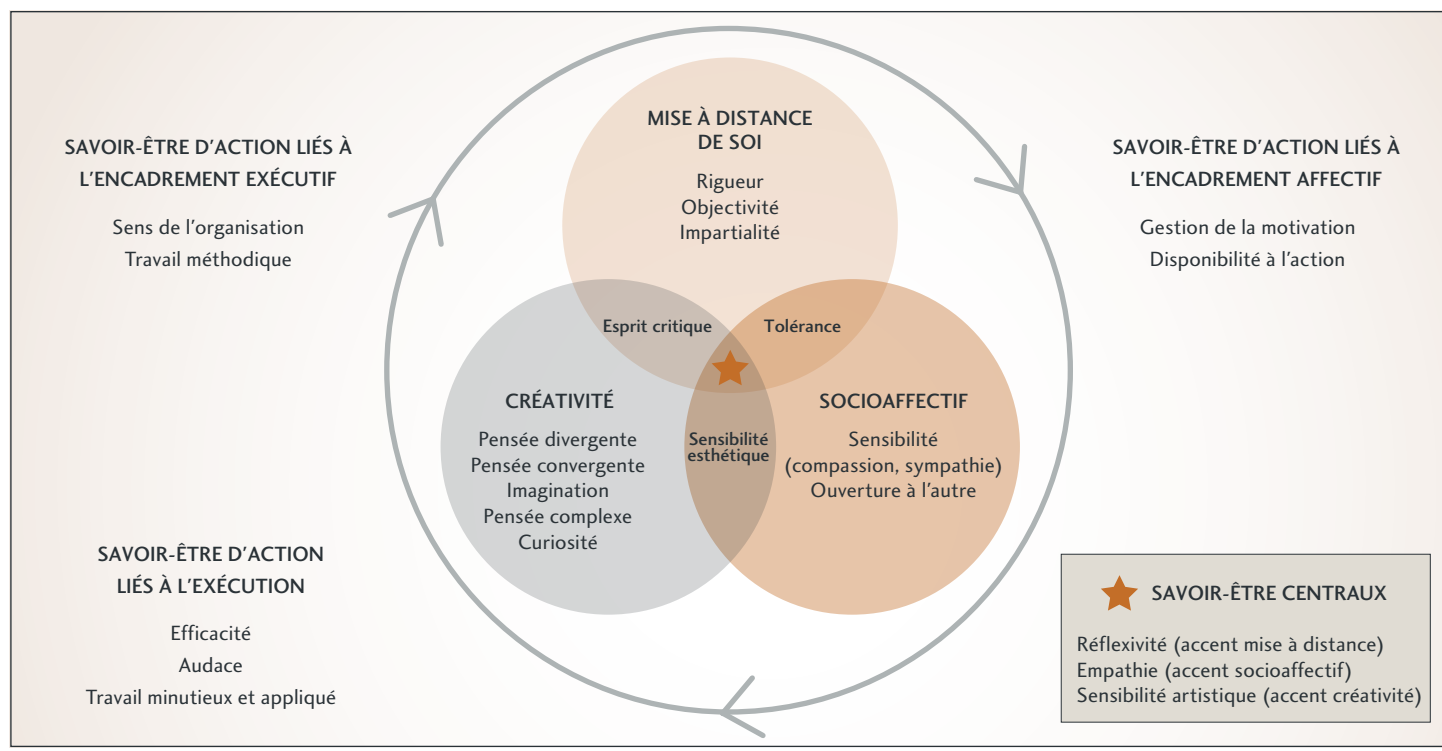 MISE À DISTANCE
DE SOI
Rigueur
Objectivité
Impartialité
SAVOIR-ÊTRE D'ACTION LIÉS À
L'ENCADREMENT EXÉCUTIF
Sens de l'organisation
Travail méthodique
SAVOIR-ÊTRE D'ACTION LIÉS À
L'ENCADREMENT AFFECTIF
Gestion de la motivation
Disponibilité à l'action
Esprit critique
Tolérance
CRÉATIVITÉ
Pensée divergente
Pensée convergente
Imagination
Pensée complexe
Curiosité
Sensibilité
esthétique
SOCIOAFFECTIF
Sensibilité
(compassion, sympathie)
Ouverture à l'autre
SAVOIR-ÊTRE D'ACTION
LIÉS À L'EXÉCUTION
Efficacité
Audace
Travail minutieux et appliqué
SAVOIR-ÊTRE CENTRAUX
Réflexivité (accent mise à distance)
Empathie (accent socioaffectif)
Sensibilité artistique (accent créativité)